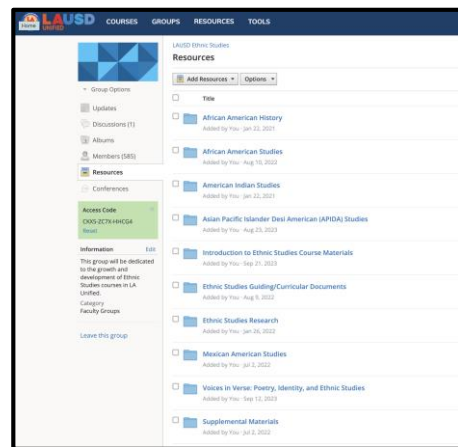 Home LAUSD UNIFIED COURSES GROUPS RESOURCES TOOLS
Group Options
Updates
Discussions (1)
Albums
Members (585)
Resources
Conferences
Access Code
Reset
Information Edit
This group will be dedicated
to the growth and
development of Ethnic
Studies courses in LA
Unified.
Category
Faculty Groups
Leave this group
LAUSD Ethnic Studies
Resources
Add Resources Options
Title
African American History
Added by You · Jan 22, 2021
African American Studies
Added by You · Aug 10, 2023
American Indian Studies
Added by You · Jan 22, 2021
Asian Pacific Islander Desi American (APIDA) Studies
Added by You · Aug 23, 2023
Introduction to Ethnic Studies Course Materials
Added by You · Sep 21, 2023
Ethnic Studies Guiding/Curricular Documents
Added by You · Aug 9, 2022
Ethnic Studies Research
Added by You · Jan 26, 2022
Mexican American Studies
Added by You · Jul 2, 2022
Voices in Verse: Poetry, Identity, and Ethnic Studies
Added by You · Sep 12, 2023
Supplemental Materials
Added by You · Jul 2, 2022